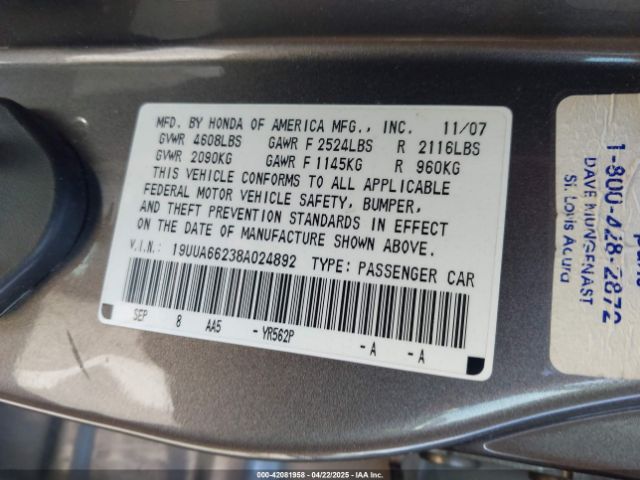 MFD. BY HONDA OF AMERICA MFG., INC. 11/07
GVWR 4608LBS GAWR F 2524LBS R 2116LBS
GVWR 2090KG GAWR F 1145KG R 960KG
THIS VEHICLE CONFORMS TO ALL APPLICABLE
FEDERAL MOTOR VEHICLE SAFETY, BUMPER,
AND THEFT PREVENTION STANDARDS IN EFFECT
ON DATE OF MANUFACTURE SHOWN ABOVE.
V.I.N.: 19UUA66238A024892 TYPE: PASSENGER CAR
SEP 8 AA5 -YR562P -A -A
1-800-428-2872
DAVE MUNGENAST
St. Louis Acura
000-42081958 - 04/22/2025 - IAA Inc.